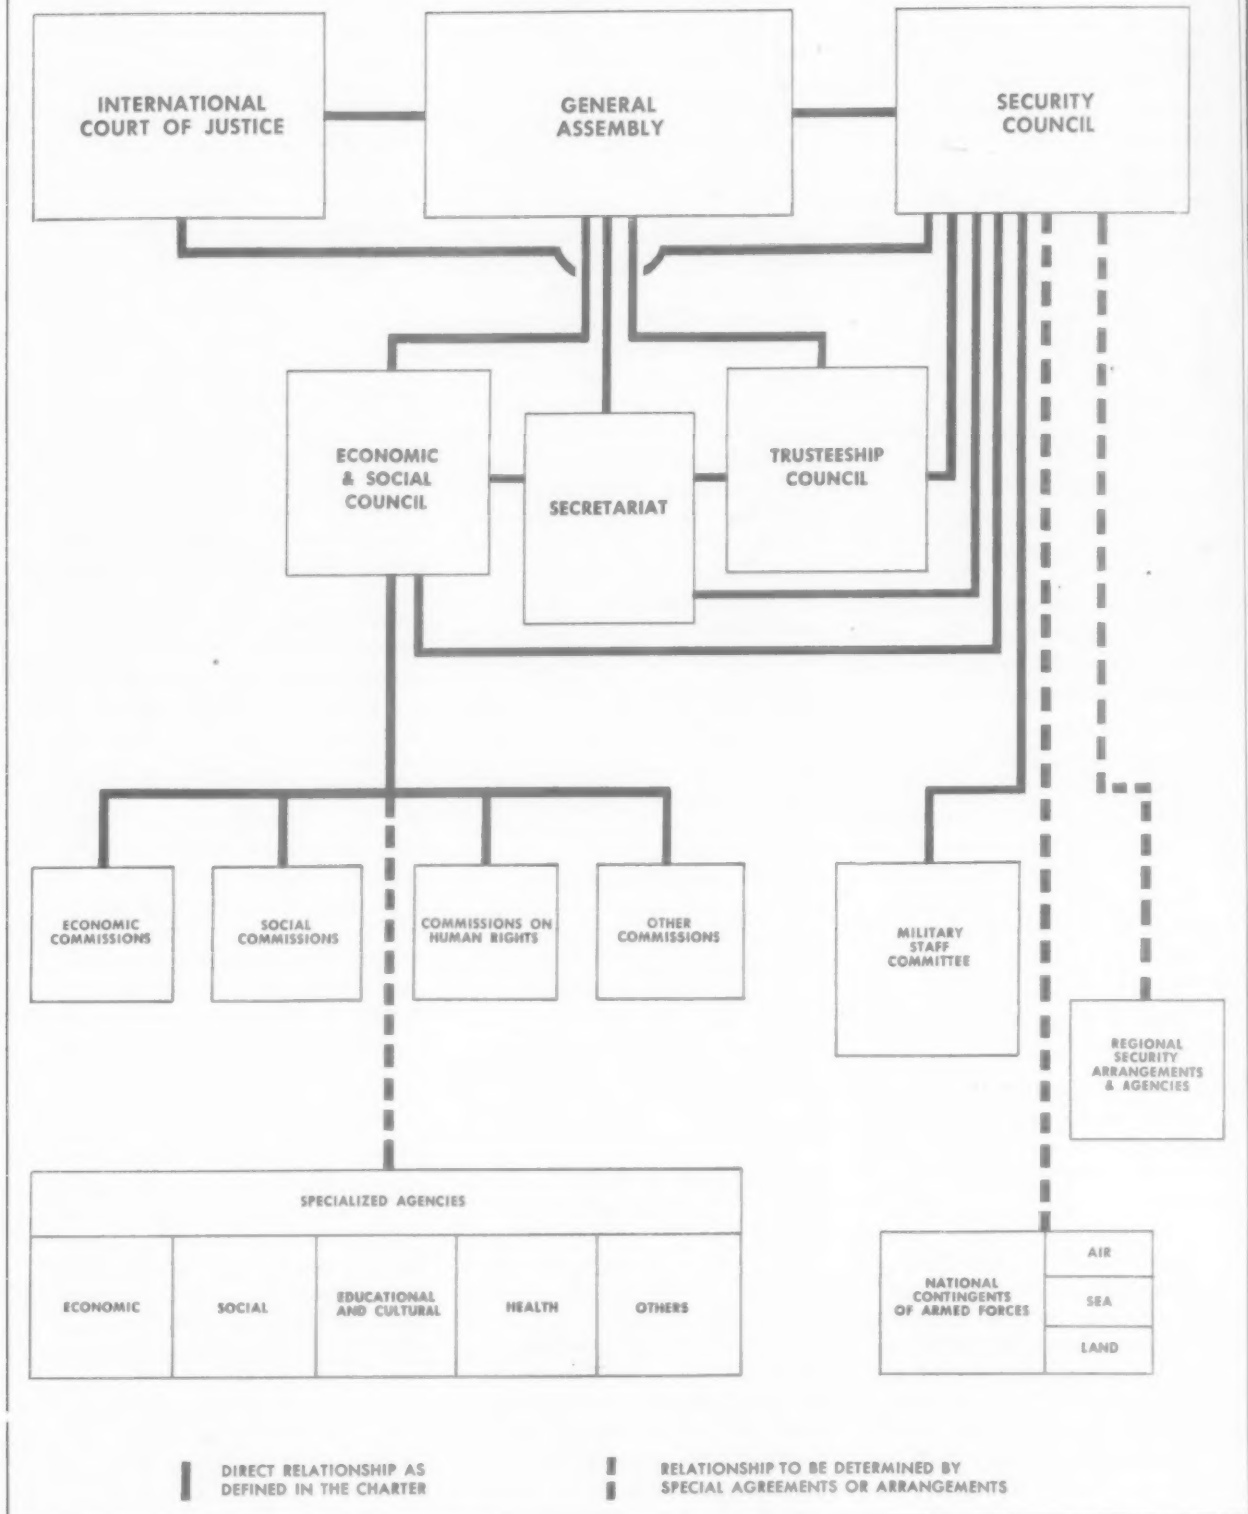 INTERNATIONAL
COURT OF JUSTICE
GENERAL
ASSEMBLY
SECURITY
COUNCIL
ECONOMIC
& SOCIAL
COUNCIL
SECRETARIAT
TRUSTEESHIP
COUNCIL
ECONOMIC
COMMISSIONS
SOCIAL
COMMISSIONS
COMMISSIONS ON
HUMAN RIGHTS
OTHER
COMMISSIONS
MILITARY
STAFF
COMMITTEE
REGIONAL
SECURITY
ARRANGEMENTS
& AGENCIES
SPECIALIZED AGENCIES
ECONOMIC
SOCIAL
EDUCATIONAL
AND CULTURAL
HEALTH
OTHERS
NATIONAL
CONTINGENTS
OF ARMED FORCES
AIR
SEA
LAND
DIRECT RELATIONSHIP AS
DEFINED IN THE CHARTER
RELATIONSHIP TO BE DETERMINED BY
SPECIAL AGREEMENTS OR ARRANGEMENTS